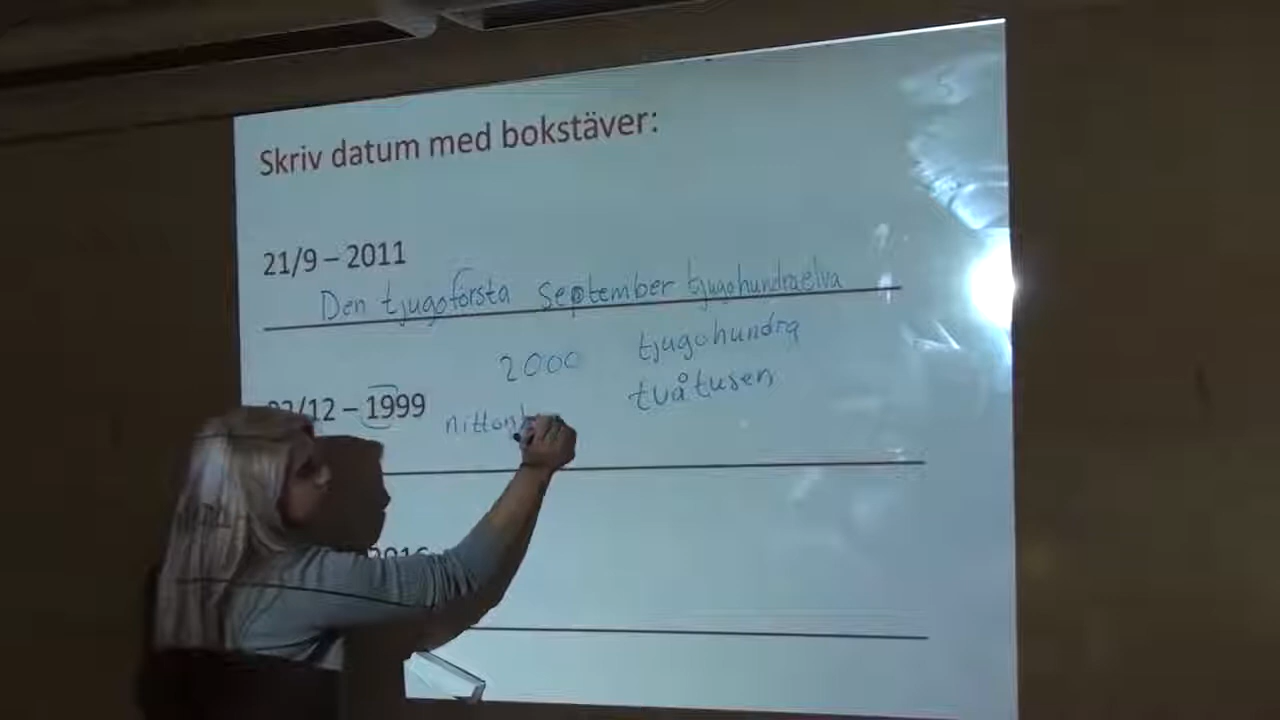 Skriv datum med bokstäver:
21/9 – 2011
Den tjugoförsta September tjugohundraelva
2000 tjugohundra
tvåtusen
/12 – 1999